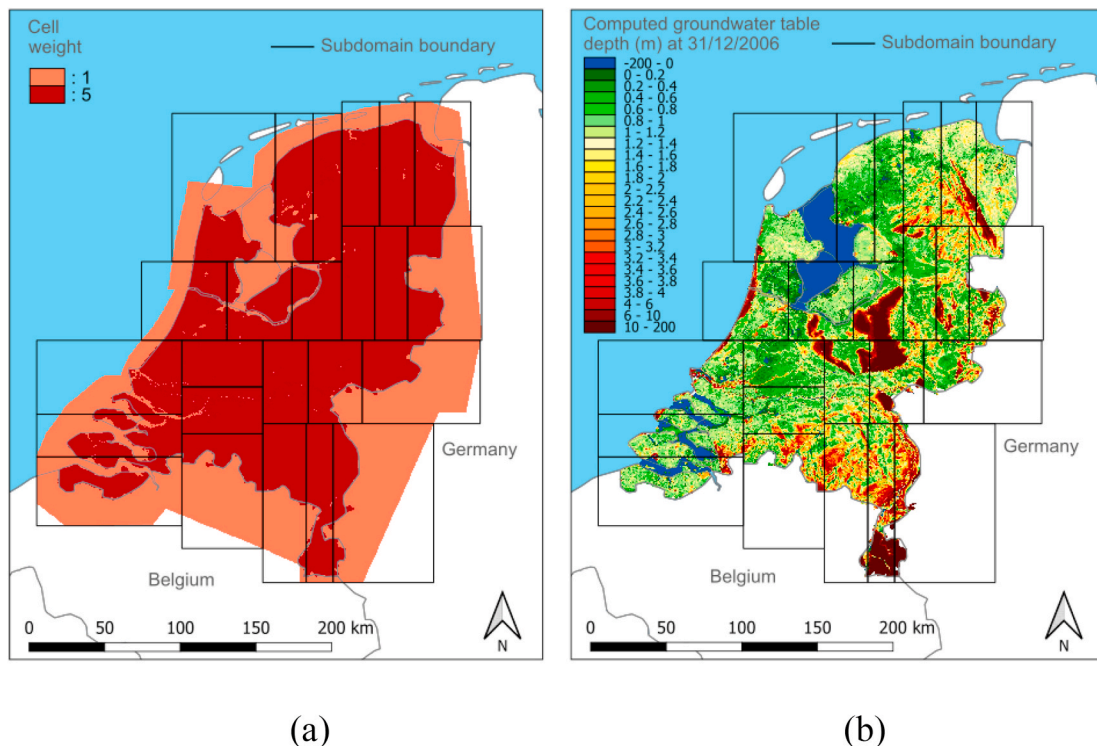 Cell
weight
Subdomain boundary
: 1
: 5
Germany
Belgium
0 50 100 150 200 km
N
Computed groundwater table
depth (m) at 31/12/2006
Subdomain boundary
-200 - 0
0 - 0.2
0.2 - 0.4
0.4 - 0.6
0.6 - 0.8
0.8 - 1
1 - 1.2
1.2 - 1.4
1.4 - 1.6
1.6 - 1.8
1.8 - 2
2 - 2.2
2.2 - 2.4
2.4 - 2.6
2.6 - 2.8
2.8 - 3
3 - 3.2
3.2 - 3.4
3.4 - 3.6
3.6 - 3.8
3.8 - 4
4 - 6
6 - 10
10 - 200
Germany
Belgium
0 50 100 150 200 km
N
(a)
(b)